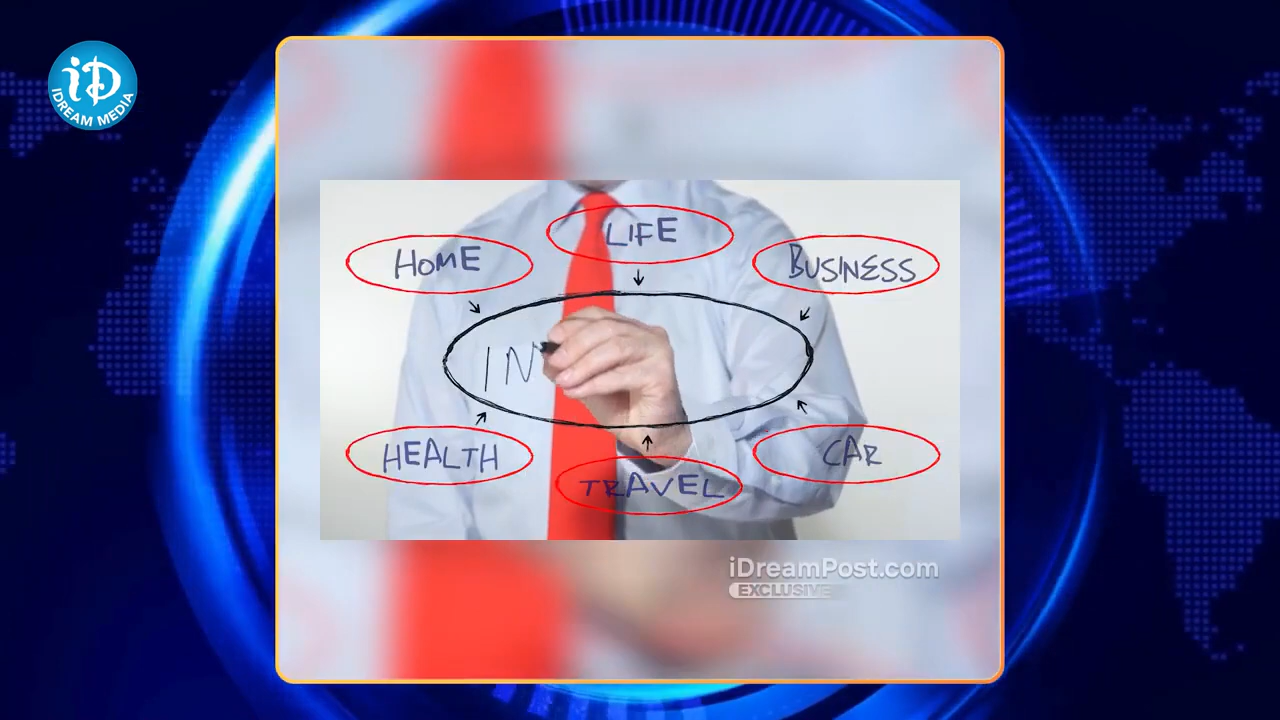 iD
IDREAM MEDIA
LIFE
HOME
BUSINESS
IN
HEALTH
CAR
TRAVEL
iDreamPost.com
EXCLUSIVE